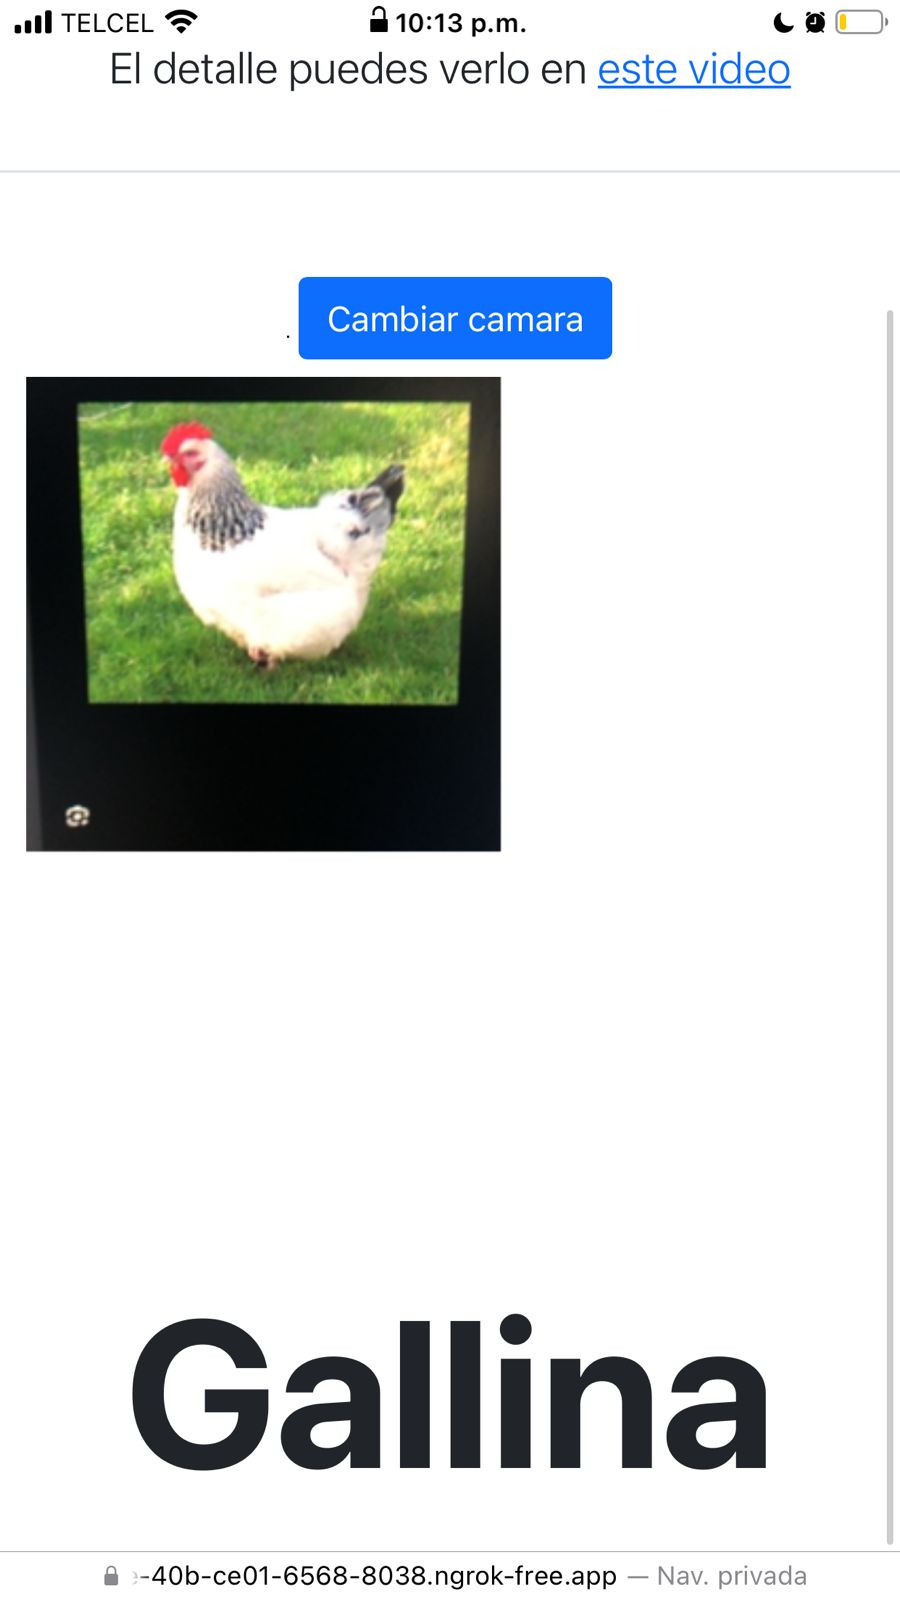 TELCEL 10:13 p.m.
El detalle puedes verlo en este video
. Cambiar camara
Gallina
-40b-ce01-6568-8038.ngrok-free.app — Nav. privada